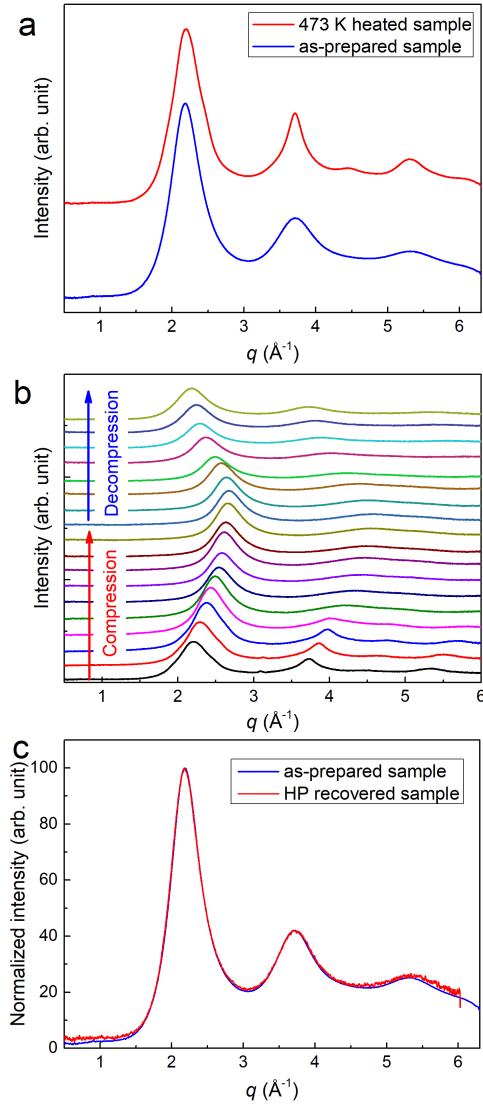 a
473 K heated sample
as-prepared sample
Intensity (arb. unit)
1 2 3 4 5 6
q (Å-1)
b
Decompression
Compression
Intensity (arb. unit)
1 2 3 4 5 6
q (Å-1)
c
as-prepared sample
HP recovered sample
Normalized intensity (arb. unit)
100
80
60
40
20
0
1 2 3 4 5 6
q (Å-1)